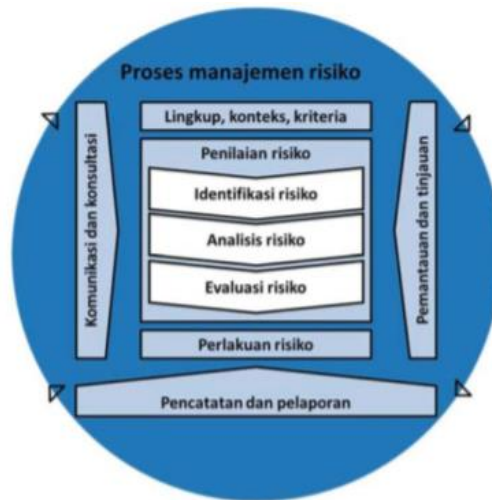 Proses manajemen risiko
Lingkup, konteks, kriteria
Komunikasi dan konsultasi
Penilaian risiko
Identifikasi risiko
Analisis risiko
Evaluasi risiko
Pemantauan dan tinjauan
Perlakuan risiko
Pencatatan dan pelaporan